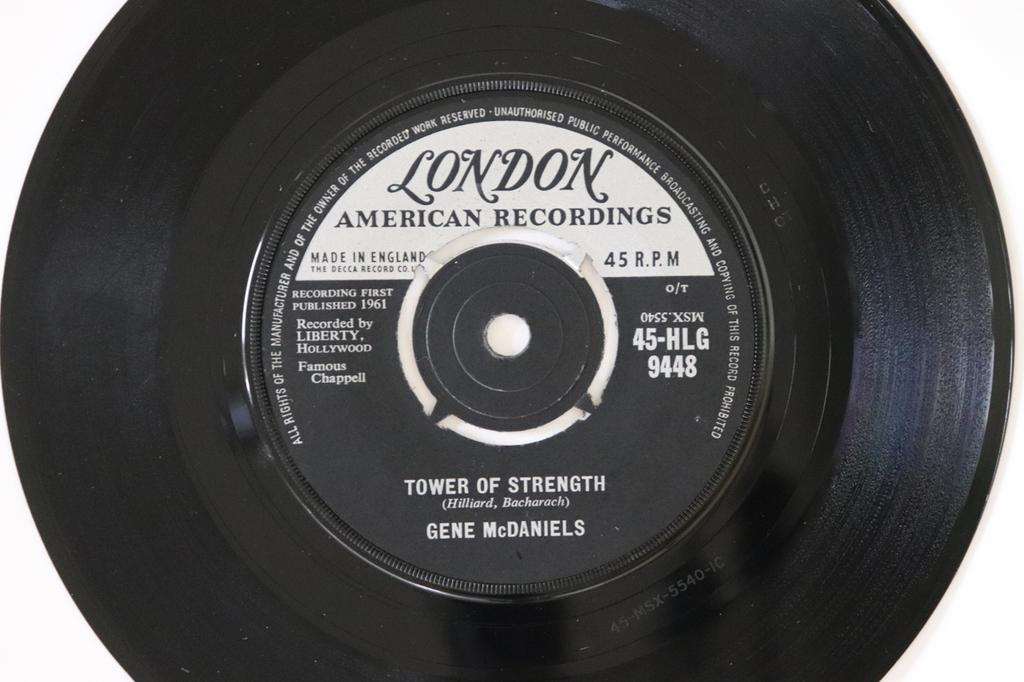 ALL RIGHTS OF THE MANUFACTURER AND OF THE OWNER OF THE RECORDED WORK RESERVED · UNAUTHORISED PUBLIC PERFORMANCE BROADCASTING AND COPYING OF THIS RECORD PROHIBITED
LONDON
AMERICAN RECORDINGS
MADE IN ENGLAND
THE DECCA RECORD CO.
45 R.P.M
RECORDING FIRST
PUBLISHED 1961
Recorded by
LIBERTY,
HOLLYWOOD
Famous
Chappell
O/T
MSX.5540
45-HLG
9448
TOWER OF STRENGTH
(Hilliard, Bacharach)
GENE McDANIELS
45-MSX-5540-1C